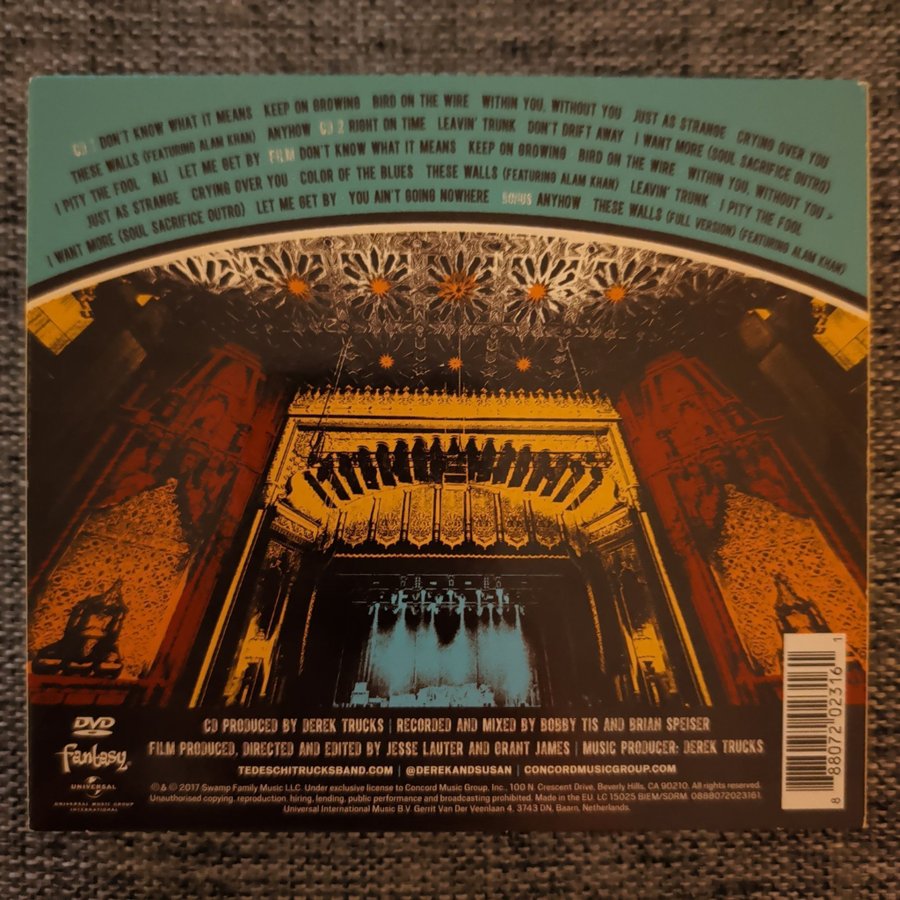 CD 1 DON'T KNOW WHAT IT MEANS KEEP ON GROWING BIRD ON THE WIRE WITHIN YOU, WITHOUT YOU JUST AS STRANGE CRYING OVER YOU
THESE WALLS (FEATURING ALAM KHAN) ANYHOW CD 2 RIGHT ON TIME LEAVIN' TRUNK DON'T DRIFT AWAY I WANT MORE (SOUL SACRIFICE OUTRO)
I PITY THE FOOL ALI LET ME GET BY FILM DON'T KNOW WHAT IT MEANS KEEP ON GROWING BIRD ON THE WIRE WITHIN YOU, WITHOUT YOU >
JUST AS STRANGE CRYING OVER YOU COLOR OF THE BLUES THESE WALLS (FEATURING ALAM KHAN) LEAVIN' TRUNK I PITY THE FOOL
I WANT MORE (SOUL SACRIFICE OUTRO) LET ME GET BY YOU AIN'T GOING NOWHERE BONUS ANYHOW THESE WALLS (FULL VERSION) (FEATURING ALAM KHAN)
CD PRODUCED BY DEREK TRUCKS | RECORDED AND MIXED BY BOBBY TIS AND BRIAN SPEISER
FILM PRODUCED, DIRECTED AND EDITED BY JESSE LAUTER AND GRANT JAMES | MUSIC PRODUCER: DEREK TRUCKS
TEDESCHITRUCKSBAND.COM | @DEREKANDSUSAN | CONCORDMUSICGROUP.COM
℗ & © 2017 Swamp Family Music LLC. Under exclusive license to Concord Music Group, Inc., 100 N. Crescent Drive, Beverly Hills, CA 90210. All rights reserved.
Unauthorised copying, reproduction, hiring, lending, public performance and broadcasting prohibited. Made in the EU. LC 15025 BIEM/SDRM. 0888072023161
Universal International Music B.V. Gerrit Van Der Veenlaan 4, 3743 DN, Baarn, Netherlands.
DVD
VIDEO
Fantasy
UNIVERSAL
UNIVERSAL MUSIC GROUP
INTERNATIONAL
8 88072 02316 1